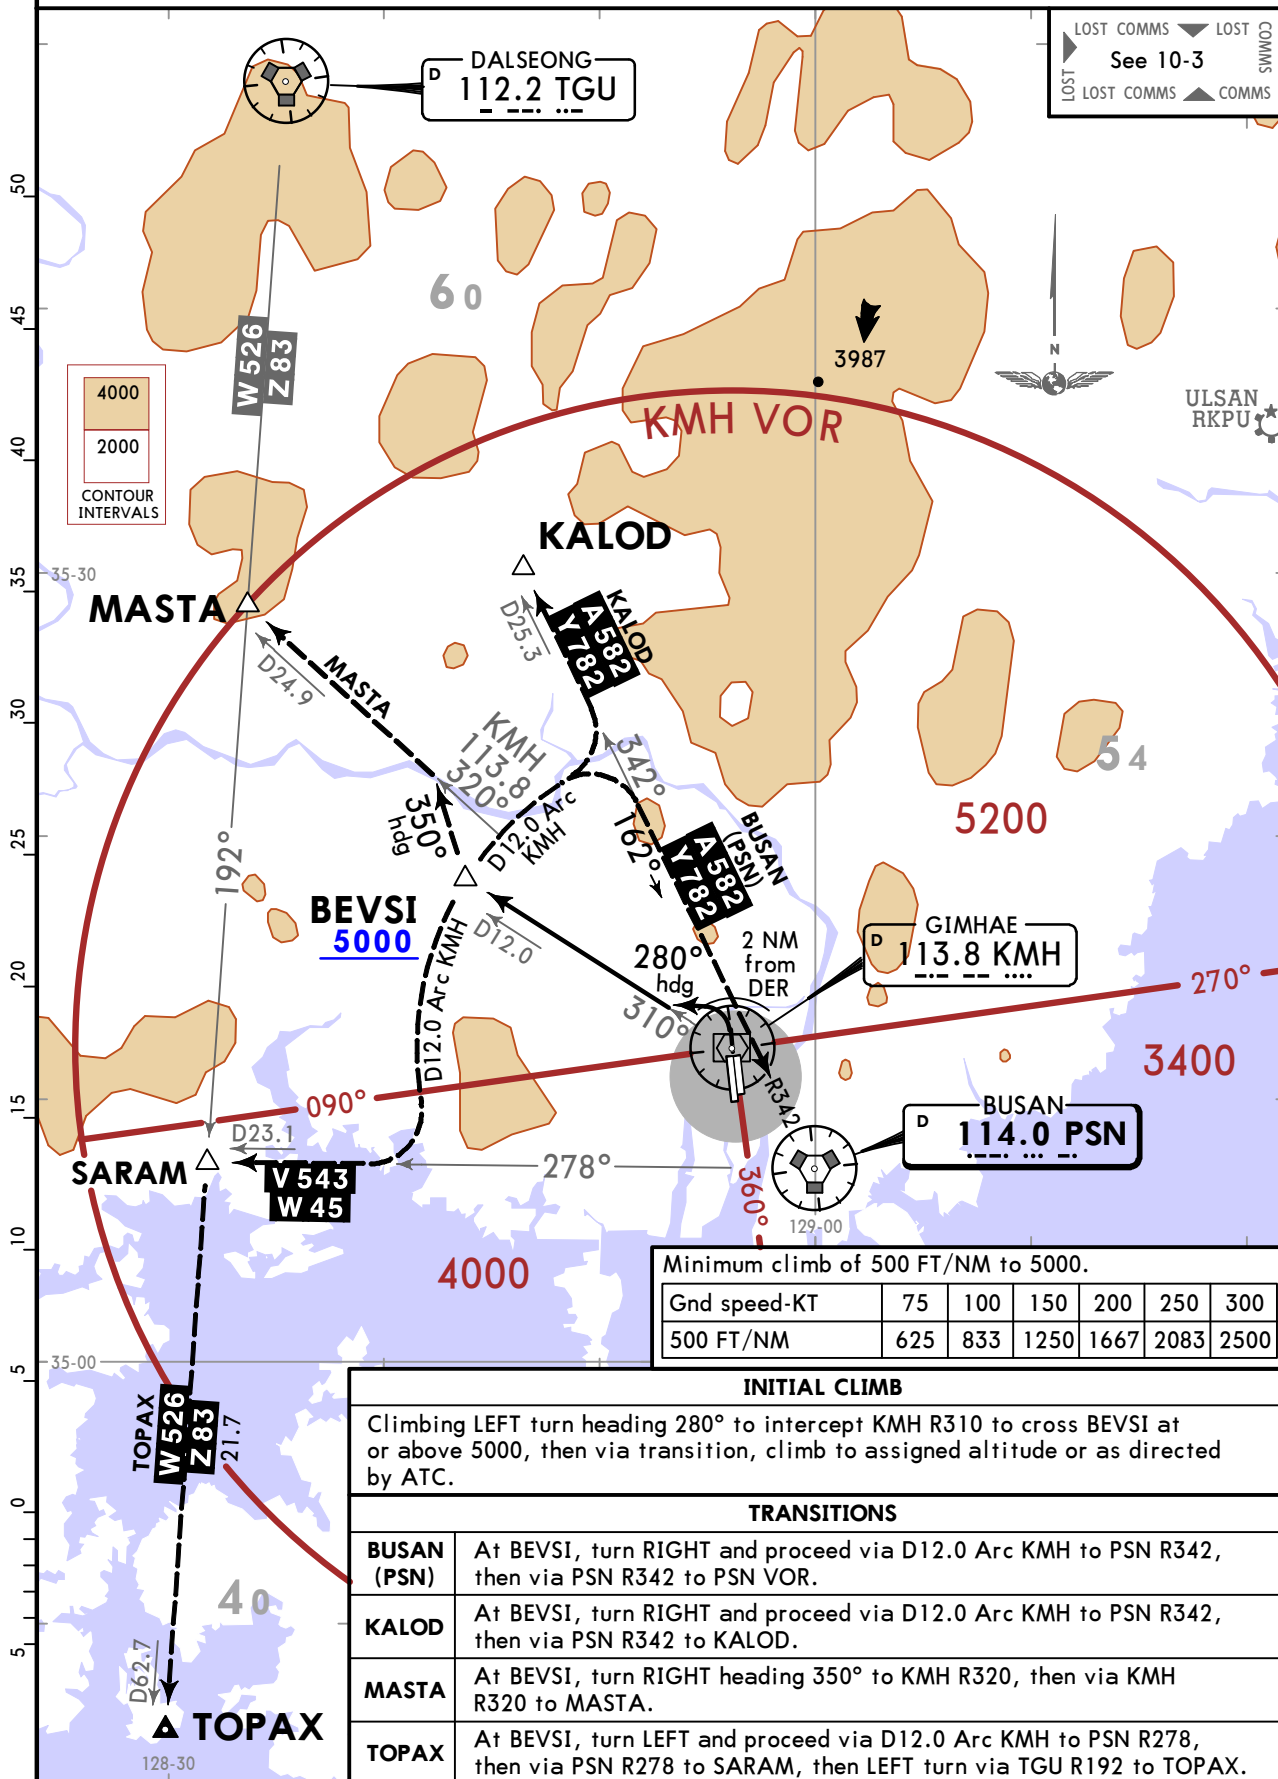 LOST COMMS LOST COMMS
LOST See 10-3
LOST COMMS COMMS
D DALSEONG
112.2 TGU
50
45
40
35
30
25
20
15
10
5
0
5
60
W 526
Z 83
3987
N
ULSAN
RKPU
4000
2000
CONTOUR
INTERVALS
KMH VOR
KALOD
35-30
MASTA
D25.3
A 582
Y 782
KALOD
D24.9
MASTA
KMH
113.8
320°
342°
54
5200
350°
hdg
D12.0 Arc
KMH
162°
A 582
Y 782
BUSAN
(PSN)
192°
BEVSI
5000
D12.0
D12.0 Arc KMH
280°
hdg
2 NM
from
DER
D GIMHAE
113.8 KMH
310°
270°
3400
090°
R342
D BUSAN
114.0 PSN
D23.1
SARAM
278°
V 543
W 45
360°
129-00
4000
Minimum climb of 500 FT/NM to 5000.
Gnd speed-KT 75 100 150 200 250 300
500 FT/NM 625 833 1250 1667 2083 2500
35-00
TOPAX
W 526
Z 83
21.7
INITIAL CLIMB
Climbing LEFT turn heading 280° to intercept KMH R310 to cross BEVSI at
or above 5000, then via transition, climb to assigned altitude or as directed
by ATC.
TRANSITIONS
BUSAN
(PSN)
At BEVSI, turn RIGHT and proceed via D12.0 Arc KMH to PSN R342,
then via PSN R342 to PSN VOR.
KALOD
At BEVSI, turn RIGHT and proceed via D12.0 Arc KMH to PSN R342,
then via PSN R342 to KALOD.
MASTA
At BEVSI, turn RIGHT heading 350° to KMH R320, then via KMH
R320 to MASTA.
TOPAX
At BEVSI, turn LEFT and proceed via D12.0 Arc KMH to PSN R278,
then via PSN R278 to SARAM, then LEFT turn via TGU R192 to TOPAX.
40
D62.7
TOPAX
128-30